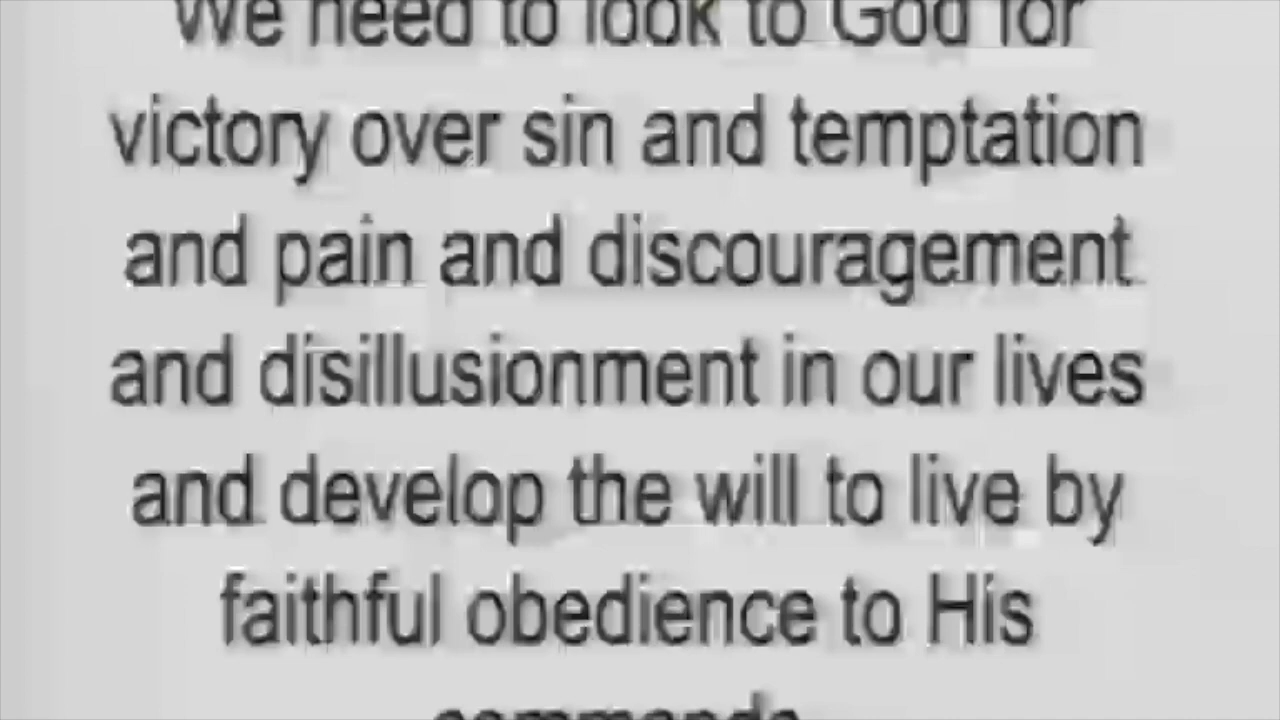 We need to look to God for
victory over sin and temptation
and pain and discouragement
and disillusionment in our lives
and develop the will to live by
faithful obedience to His
commands